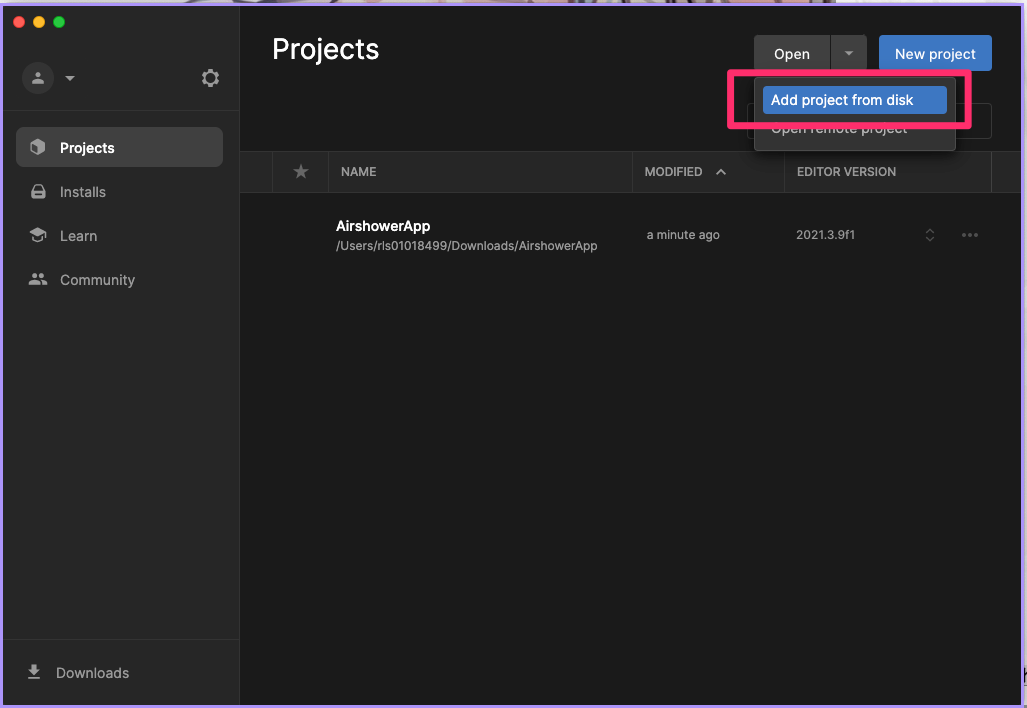 Projects
Open
New project
Add project from disk
Open remote project
Projects
Installs
Learn
Community
NAME
MODIFIED
EDITOR VERSION
AirshowerApp
/Users/rls01018499/Downloads/AirshowerApp
a minute ago
2021.3.9f1
Downloads